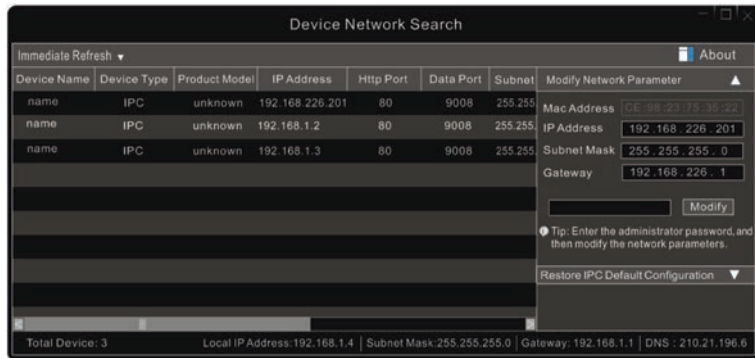 Device Network Search
Immediate Refresh
About
Device Name Device Type Product Model IP Address Http Port Data Port Subnet
name IPC unknown 192.168.226.201 80 9008 255.255.
name IPC unknown 192.168.1.2 80 9008 255.255.
name IPC unknown 192.168.1.3 80 9008 255.255.
Modify Network Parameter
Mac Address CE:98:23:75:35:22
IP Address 192.168.226.201
Subnet Mask 255.255.255.0
Gateway 192.168.226.1
Modify
Tip: Enter the administrator password, and
then modify the network parameters.
Restore IPC Default Configuration
Total Device: 3 Local IP Address:192.168.1.4 Subnet Mask:255.255.255.0 Gateway: 192.168.1.1 DNS : 210.21.196.6